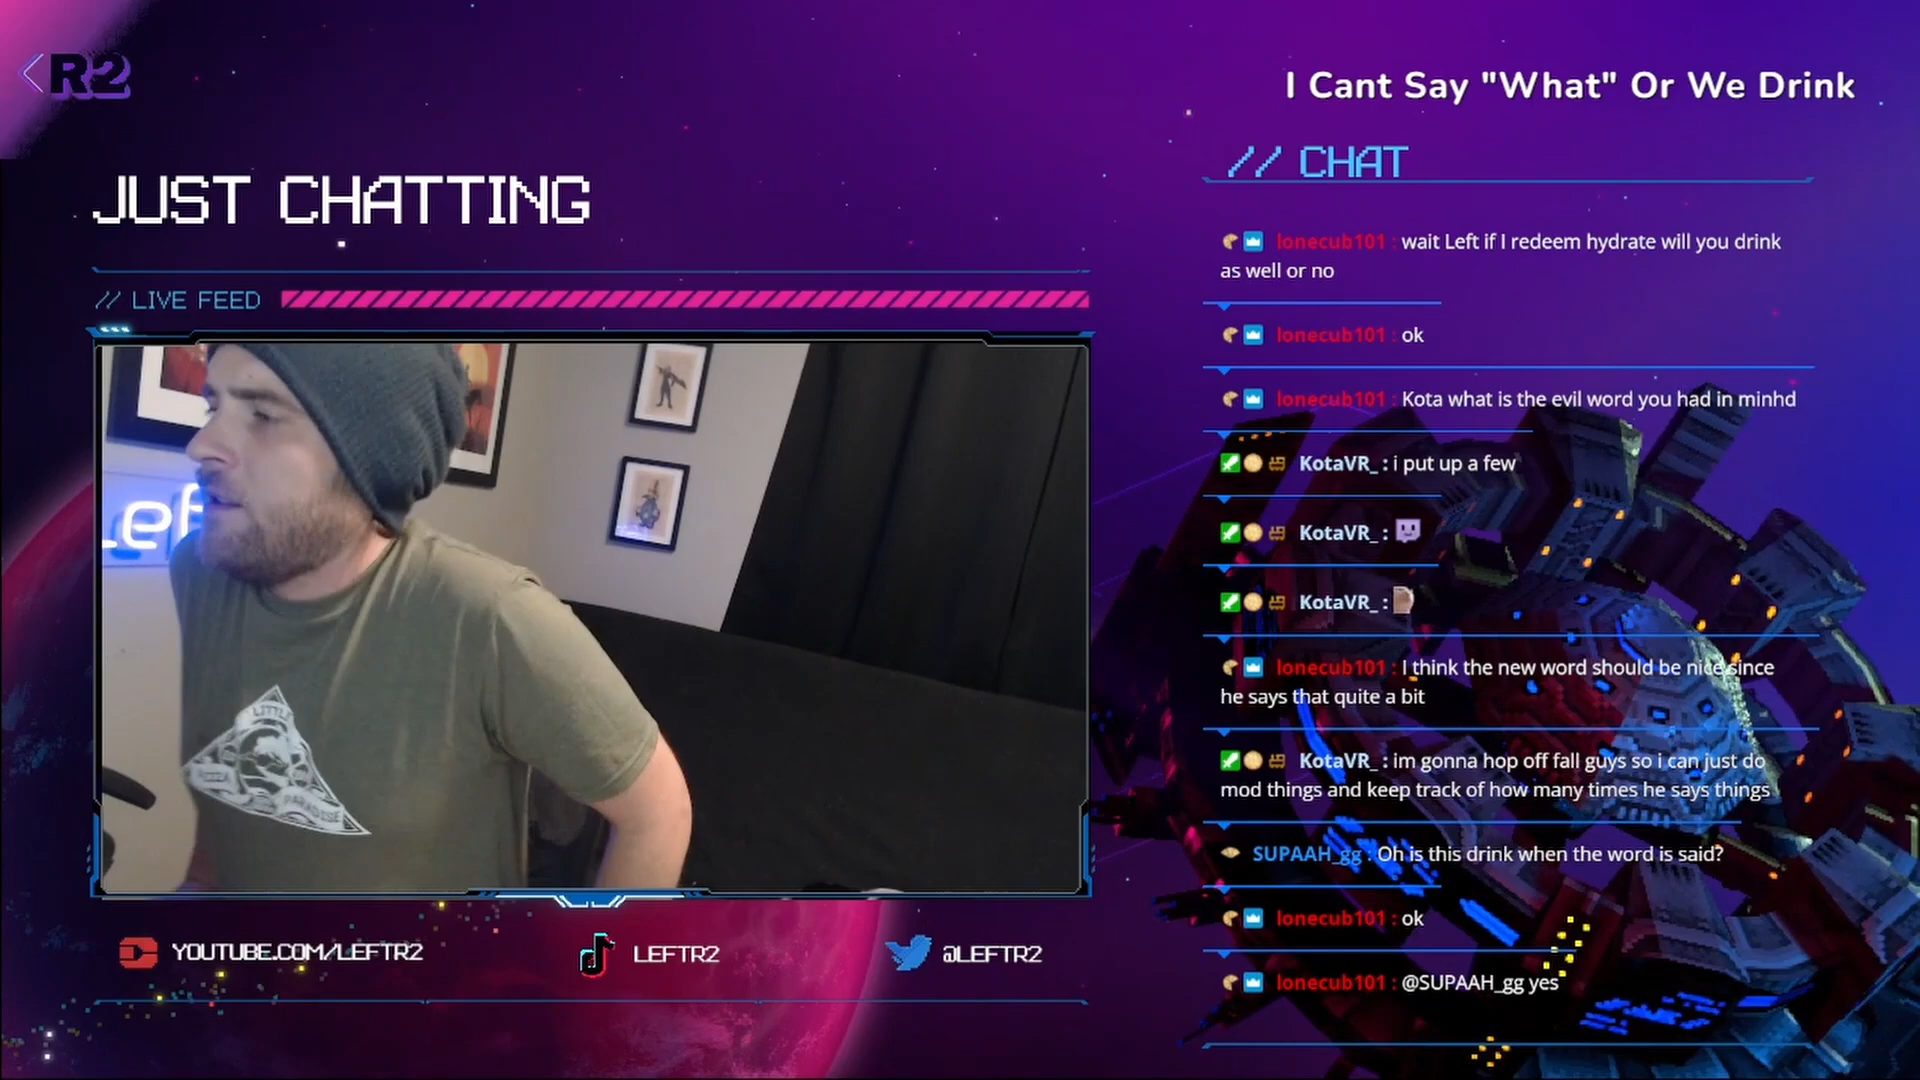 R2
I Cant Say "What" Or We Drink
JUST CHATTING
// CHAT
// LIVE FEED
lonecub101 : wait Left if I redeem hydrate will you drink
as well or no
lonecub101 : ok
lonecub101 : Kota what is the evil word you had in minhd
KotaVR_ : i put up a few
KotaVR_ :
KotaVR_ :
lonecub101 : I think the new word should be nice since
he says that quite a bit
KotaVR_ : im gonna hop off fall guys so i can just do
mod things and keep track of how many times he says things
SUPAAH_gg : Oh is this drink when the word is said?
lonecub101 : ok
lonecub101 : @SUPAAH_gg yes
Lef
LITTLE
PIZZA
PARADISE
YOUTUBE.COM/LEFTR2
LEFTR2
@LEFTR2